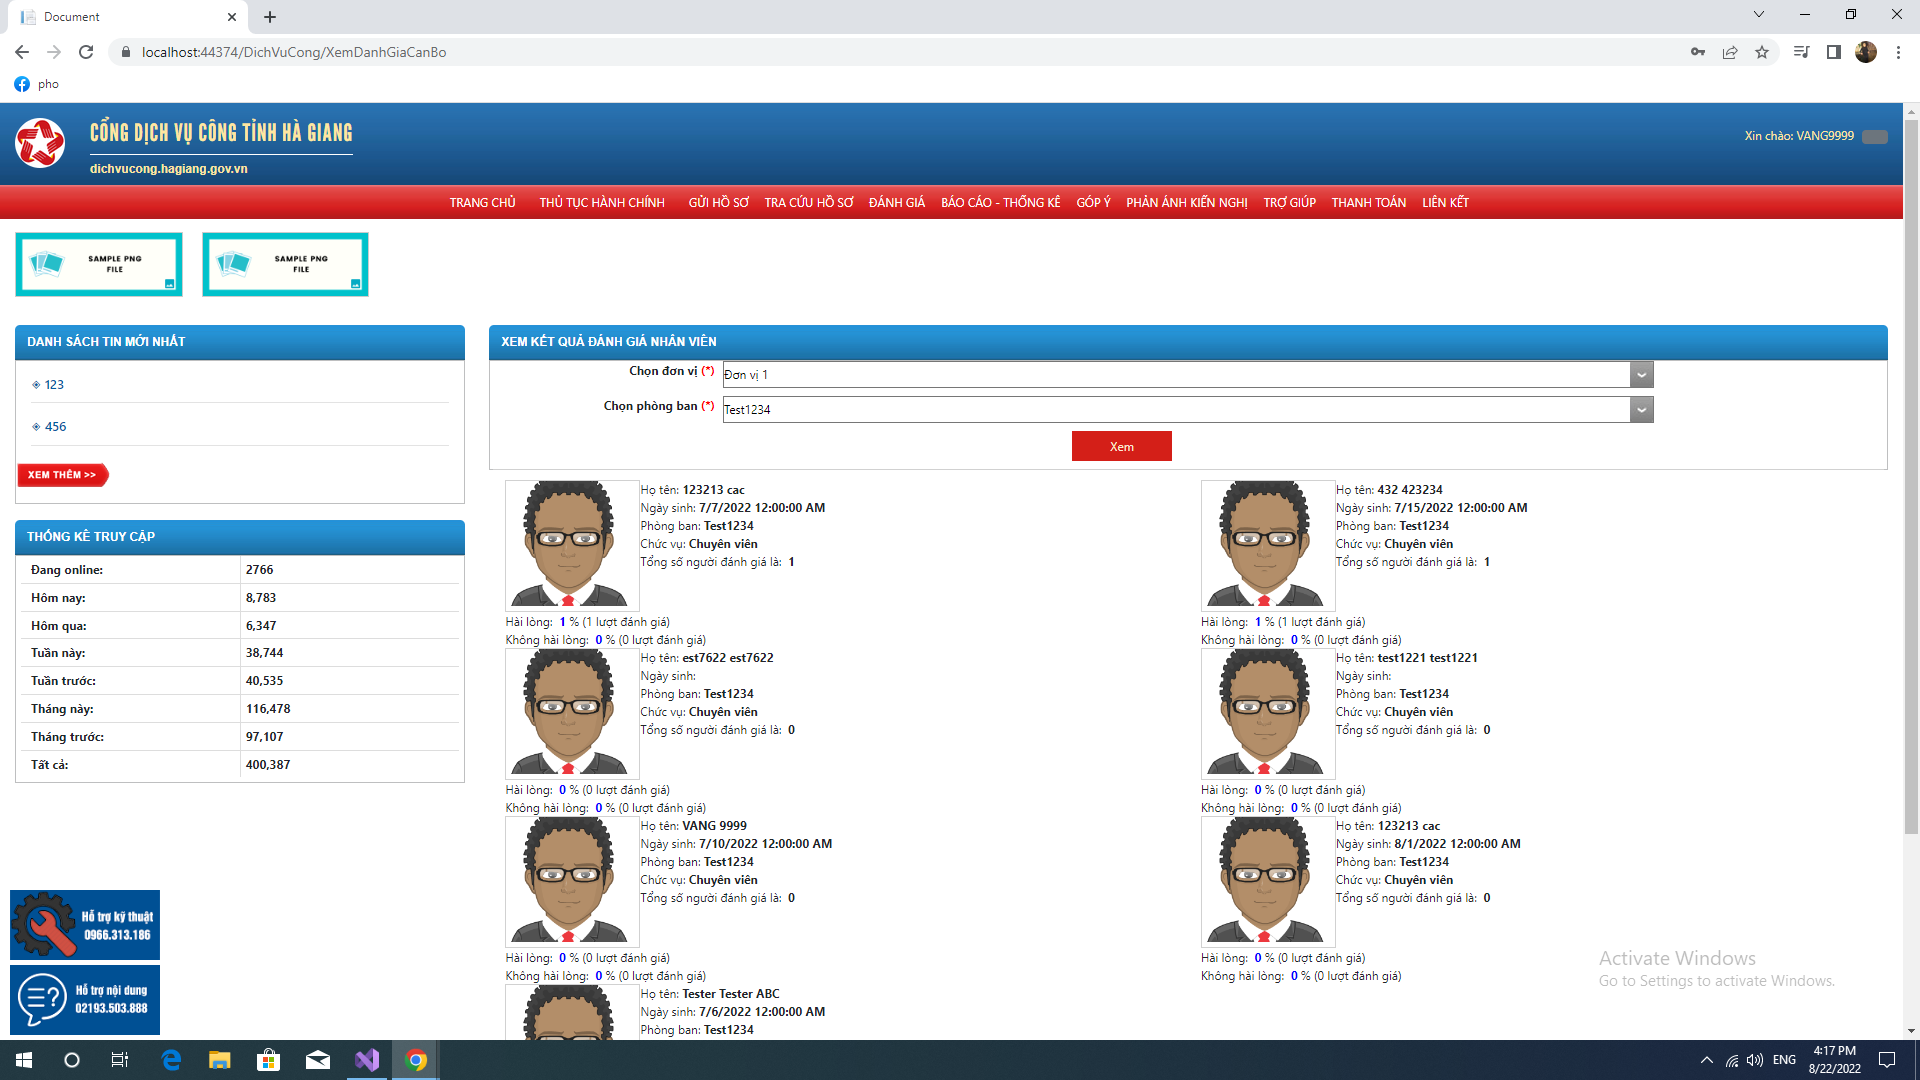 Document
localhost:44374/DichVuCong/XemDanhGiaCanBo
pho
CỔNG DỊCH VỤ CÔNG TỈNH HÀ GIANG
dichvucong.hagiang.gov.vn
Xin chào: VANG9999
TRANG CHỦ THỦ TỤC HÀNH CHÍNH GỬI HỒ SƠ TRA CỨU HỒ SƠ ĐÁNH GIÁ BÁO CÁO - THỐNG KÊ GÓP Ý PHẢN ÁNH KIẾN NGHỊ TRỢ GIÚP THANH TOÁN LIÊN KẾT
SAMPLE PNG
FILE
SAMPLE PNG
FILE
DANH SÁCH TIN MỚI NHẤT
123
456
XEM THÊM >>
THỐNG KÊ TRUY CẬP
Đang online: 2766
Hôm nay: 8,783
Hôm qua: 6,347
Tuần này: 38,744
Tuần trước: 40,535
Tháng này: 116,478
Tháng trước: 97,107
Tất cả: 400,387
Hỗ trợ kỹ thuật
0966.313.186
Hỗ trợ nội dung
02193.503.888
XEM KẾT QUẢ ĐÁNH GIÁ NHÂN VIÊN
Chọn đơn vị (*) Đơn vị 1
Chọn phòng ban (*) Test1234
Xem
Họ tên: 123213 cac
Ngày sinh: 7/7/2022 12:00:00 AM
Phòng ban: Test1234
Chức vụ: Chuyên viên
Tổng số người đánh giá là: 1
Hài lòng: 1 % (1 lượt đánh giá)
Không hài lòng: 0 % (0 lượt đánh giá)
Họ tên: 432 423234
Ngày sinh: 7/15/2022 12:00:00 AM
Phòng ban: Test1234
Chức vụ: Chuyên viên
Tổng số người đánh giá là: 1
Hài lòng: 1 % (1 lượt đánh giá)
Không hài lòng: 0 % (0 lượt đánh giá)
Họ tên: est7622 est7622
Ngày sinh:
Phòng ban: Test1234
Chức vụ: Chuyên viên
Tổng số người đánh giá là: 0
Hài lòng: 0 % (0 lượt đánh giá)
Không hài lòng: 0 % (0 lượt đánh giá)
Họ tên: test1221 test1221
Ngày sinh:
Phòng ban: Test1234
Chức vụ: Chuyên viên
Tổng số người đánh giá là: 0
Hài lòng: 0 % (0 lượt đánh giá)
Không hài lòng: 0 % (0 lượt đánh giá)
Họ tên: VANG 9999
Ngày sinh: 7/10/2022 12:00:00 AM
Phòng ban: Test1234
Chức vụ: Chuyên viên
Tổng số người đánh giá là: 0
Hài lòng: 0 % (0 lượt đánh giá)
Không hài lòng: 0 % (0 lượt đánh giá)
Họ tên: 123213 cac
Ngày sinh: 8/1/2022 12:00:00 AM
Phòng ban: Test1234
Chức vụ: Chuyên viên
Tổng số người đánh giá là: 0
Hài lòng: 0 % (0 lượt đánh giá)
Không hài lòng: 0 % (0 lượt đánh giá)
Họ tên: Tester Tester ABC
Ngày sinh: 7/6/2022 12:00:00 AM
Phòng ban: Test1234
Activate Windows
Go to Settings to activate Windows.
ENG
4:17 PM
8/22/2022